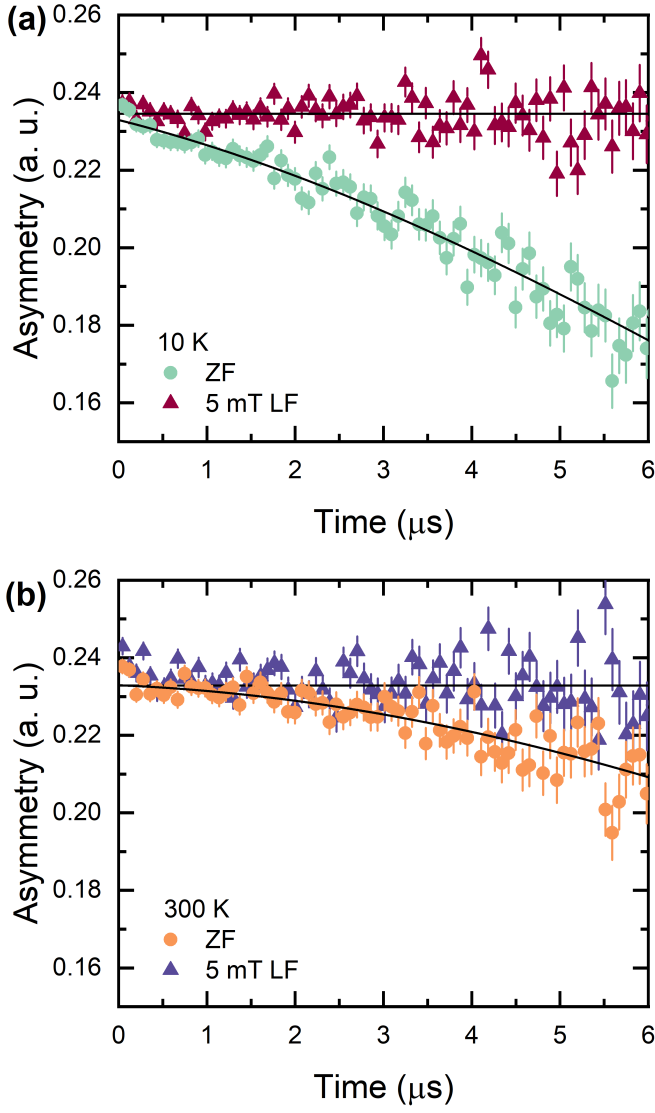 (a)
0.26
0.24
0.22
0.20
0.18
0.16
Asymmetry (a. u.)
10 K
ZF
5 mT LF
0 1 2 3 4 5 6
Time (μs)
(b)
0.26
0.24
0.22
0.20
0.18
0.16
Asymmetry (a. u.)
300 K
ZF
5 mT LF
0 1 2 3 4 5 6
Time (μs)